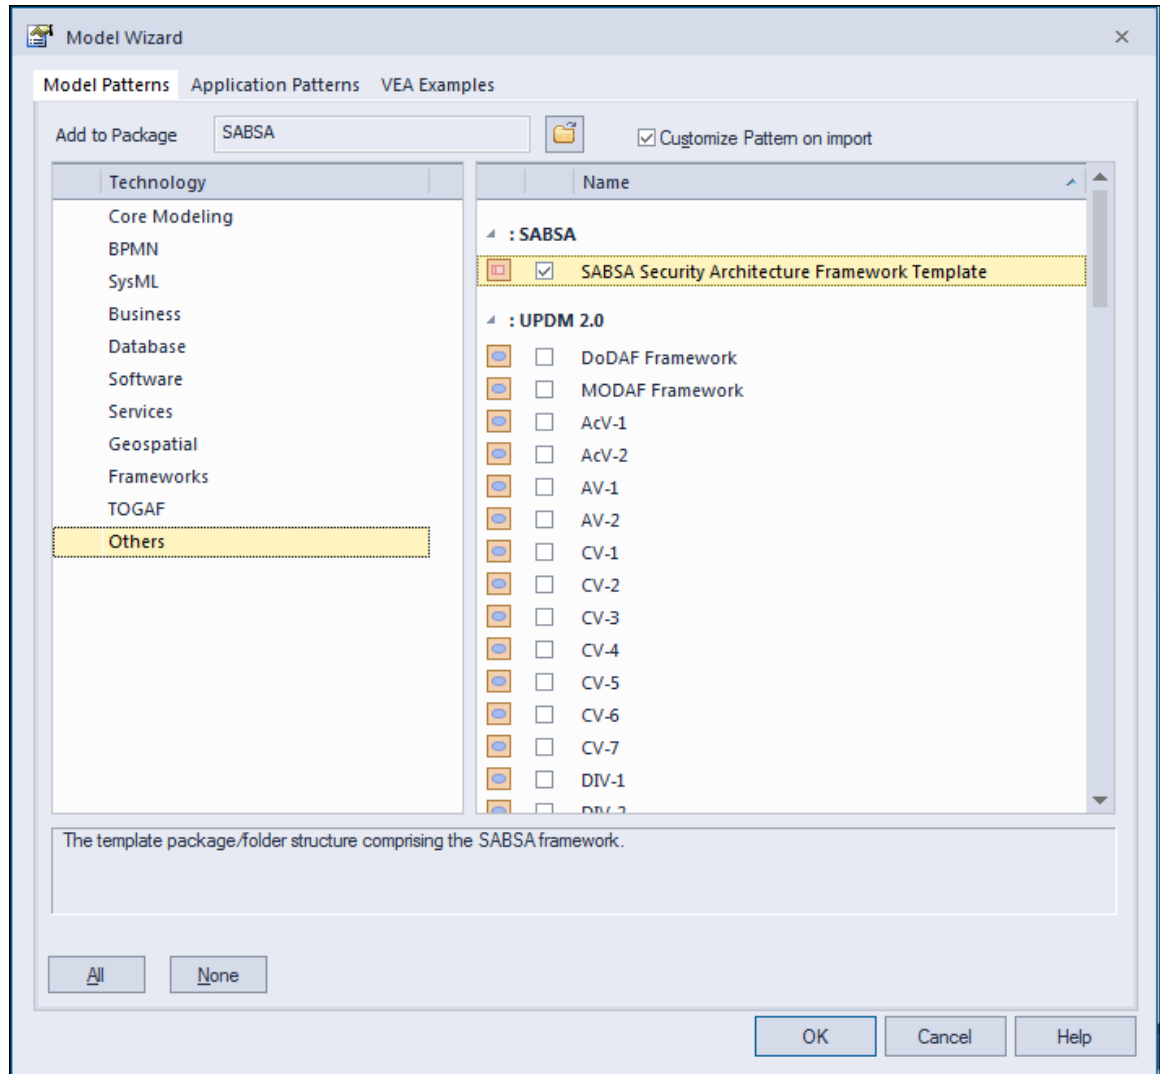 Model Wizard
Model Patterns Application Patterns VEA Examples
Add to Package SABSA Customize Pattern on import
Technology
Core Modeling
BPMN
SysML
Business
Database
Software
Services
Geospatial
Frameworks
TOGAF
Others
Name
: SABSA
SABSA Security Architecture Framework Template
: UPDM 2.0
DoDAF Framework
MODAF Framework
AcV-1
AcV-2
AV-1
AV-2
CV-1
CV-2
CV-3
CV-4
CV-5
CV-6
CV-7
DIV-1
DIV-2
The template package/folder structure comprising the SABSA framework.
All None
OK Cancel Help